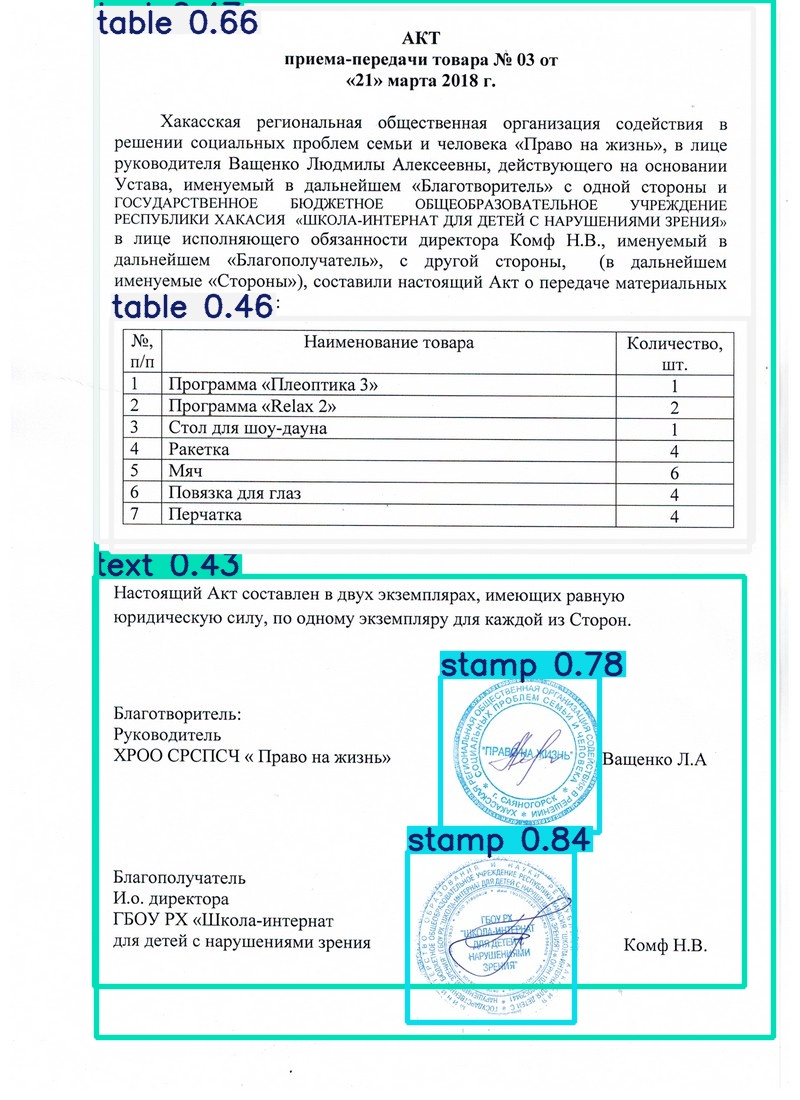 text 0.47
table 0.66
АКТ
приема-передачи товара № 03 от
«21» марта 2018 г.
Хакасская региональная общественная организация содействия в
решении социальных проблем семьи и человека «Право на жизнь», в лице
руководителя Ващенко Людмилы Алексеевны, действующего на основании
Устава, именуемый в дальнейшем «Благотворитель» с одной стороны и
ГОСУДАРСТВЕННОЕ БЮДЖЕТНОЕ ОБЩЕОБРАЗОВАТЕЛЬНОЕ УЧРЕЖДЕНИЕ
РЕСПУБЛИКИ ХАКАСИЯ «ШКОЛА-ИНТЕРНАТ ДЛЯ ДЕТЕЙ С НАРУШЕНИЯМИ ЗРЕНИЯ»
в лице исполняющего обязанности директора Комф Н.В., именуемый в
дальнейшем «Благополучатель», с другой стороны, (в дальнейшем
именуемые «Стороны»), составили настоящий Акт о передаче материальных
table 0.46 :
№, п/п Наименование товара Количество, шт.
1 Программа «Плеоптика 3» 1
2 Программа «Relax 2» 2
3 Стол для шоу-дауна 1
4 Ракетка 4
5 Мяч 6
6 Повязка для глаз 4
7 Перчатка 4
text 0.43
Настоящий Акт составлен в двух экземплярах, имеющих равную
юридическую силу, по одному экземпляру для каждой из Сторон.
stamp 0.78
Благотворитель:
Руководитель
ХРОО СРСПСЧ « Право на жизнь» Ващенко Л.А
ХАКАССКАЯ РЕГИОНАЛЬНАЯ ОБЩЕСТВЕННАЯ ОРГАНИЗАЦИЯ СОДЕЙСТВИЯ В РЕШЕНИИ
СОЦИАЛЬНЫХ ПРОБЛЕМ СЕМЬИ И ЧЕЛОВЕКА
"ПРАВО НА ЖИЗНЬ"
г. САЯНОГОРСК
stamp 0.84
Благополучатель
И.о. директора
ГБОУ РХ «Школа-интернат
для детей с нарушениями зрения Комф Н.В.
ГБОУ РХ
"ШКОЛА-ИНТЕРНАТ
ДЛЯ ДЕТЕЙ С
НАРУШЕНИЯМИ
ЗРЕНИЯ"